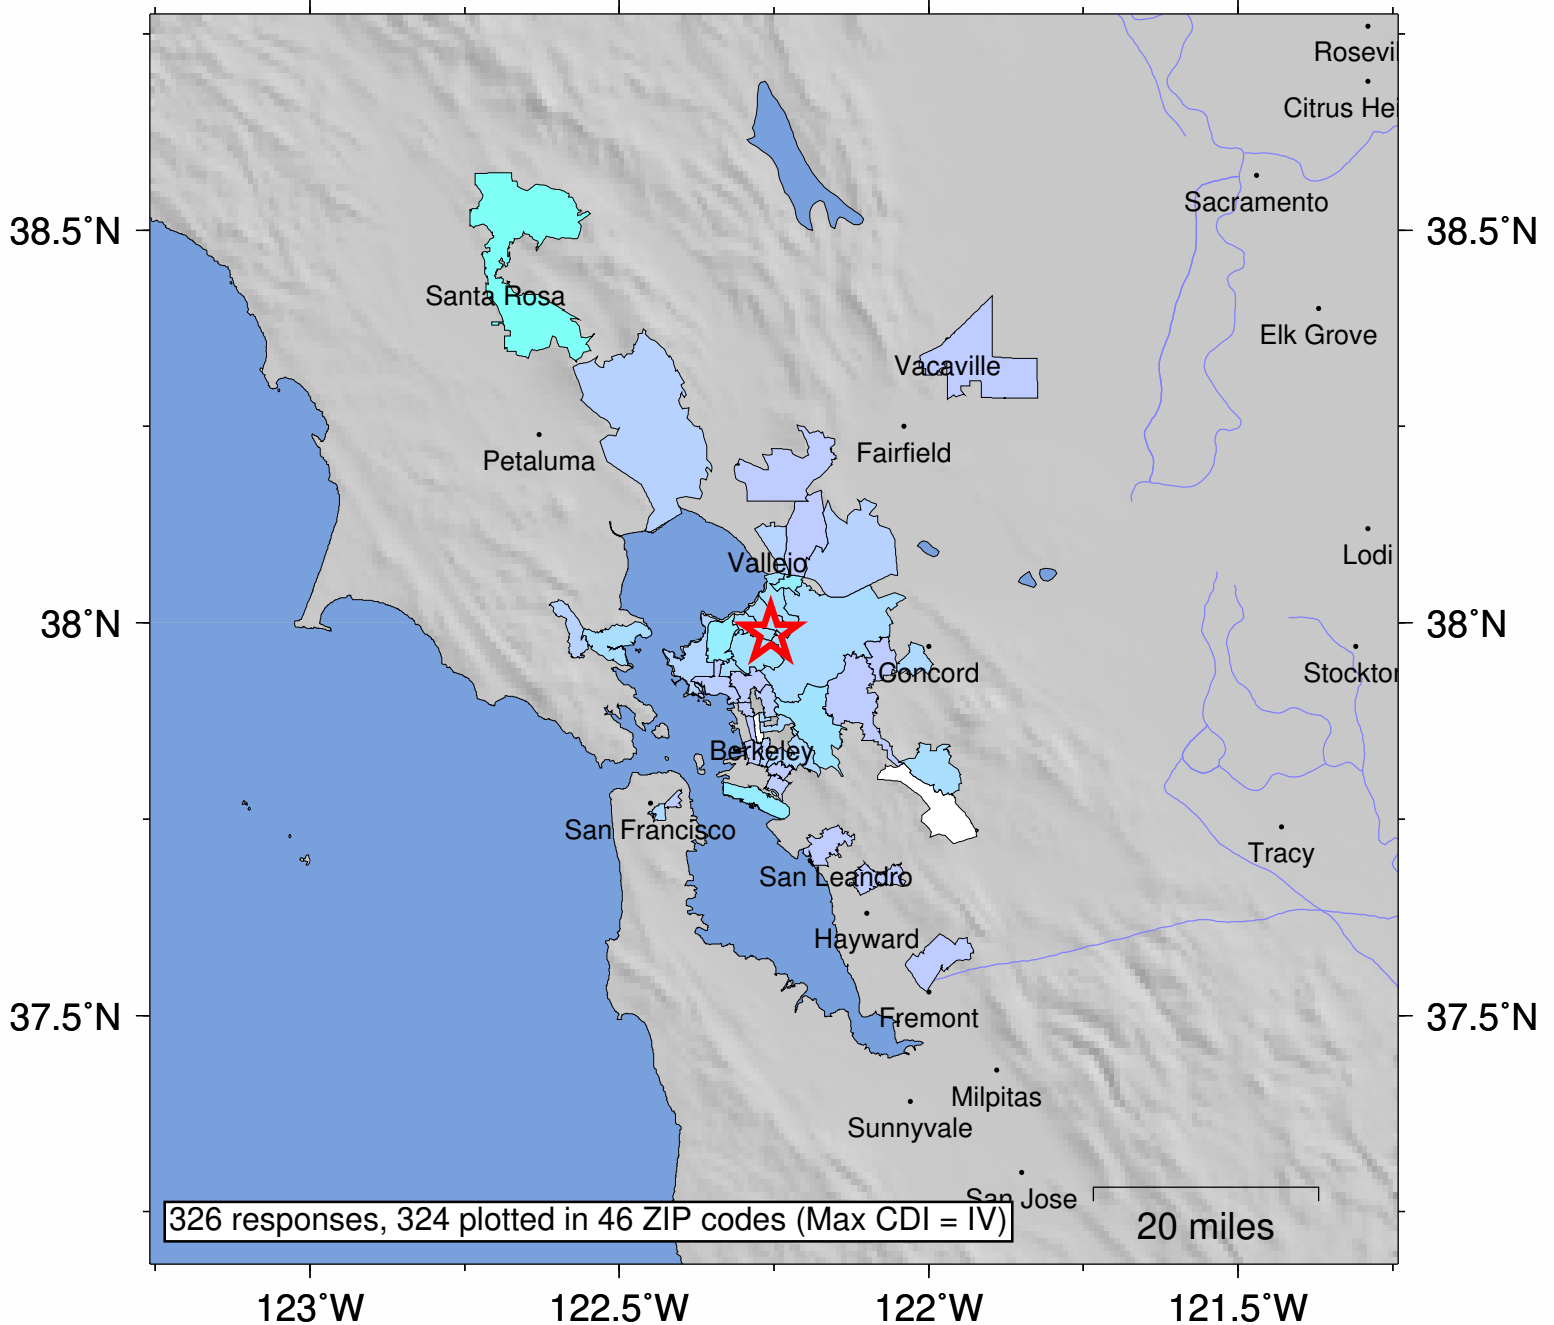 Rosevi
Citrus Hei
Sacramento
38.5°N
38.5°N
Santa Rosa
Elk Grove
Vacaville
Petaluma
Fairfield
Lodi
Vallejo
38°N
38°N
Concord
Stockton
Berkeley
San Francisco
Tracy
San Leandro
Hayward
37.5°N
37.5°N
Fremont
Milpitas
Sunnyvale
San Jose
326 responses, 324 plotted in 46 ZIP codes (Max CDI = IV)
20 miles
123°W
122.5°W
122°W
121.5°W